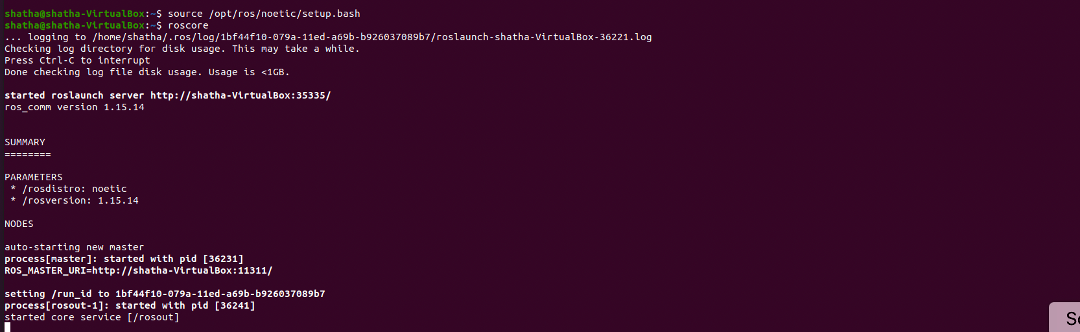 shatha@shatha-VirtualBox:~$ source /opt/ros/noetic/setup.bash
shatha@shatha-VirtualBox:~$ roscore
... logging to /home/shatha/.ros/log/1bf44f10-079a-11ed-a69b-b926037089b7/roslaunch-shatha-VirtualBox-36221.log
Checking log directory for disk usage. This may take a while.
Press Ctrl-C to interrupt
Done checking log file disk usage. Usage is <1GB.
started roslaunch server http://shatha-VirtualBox:35335/
ros_comm version 1.15.14
SUMMARY
========
PARAMETERS
* /rosdistro: noetic
* /rosversion: 1.15.14
NODES
auto-starting new master
process[master]: started with pid [36231]
ROS_MASTER_URI=http://shatha-VirtualBox:11311/
setting /run_id to 1bf44f10-079a-11ed-a69b-b926037089b7
process[rosout-1]: started with pid [36241]
started core service [/rosout]